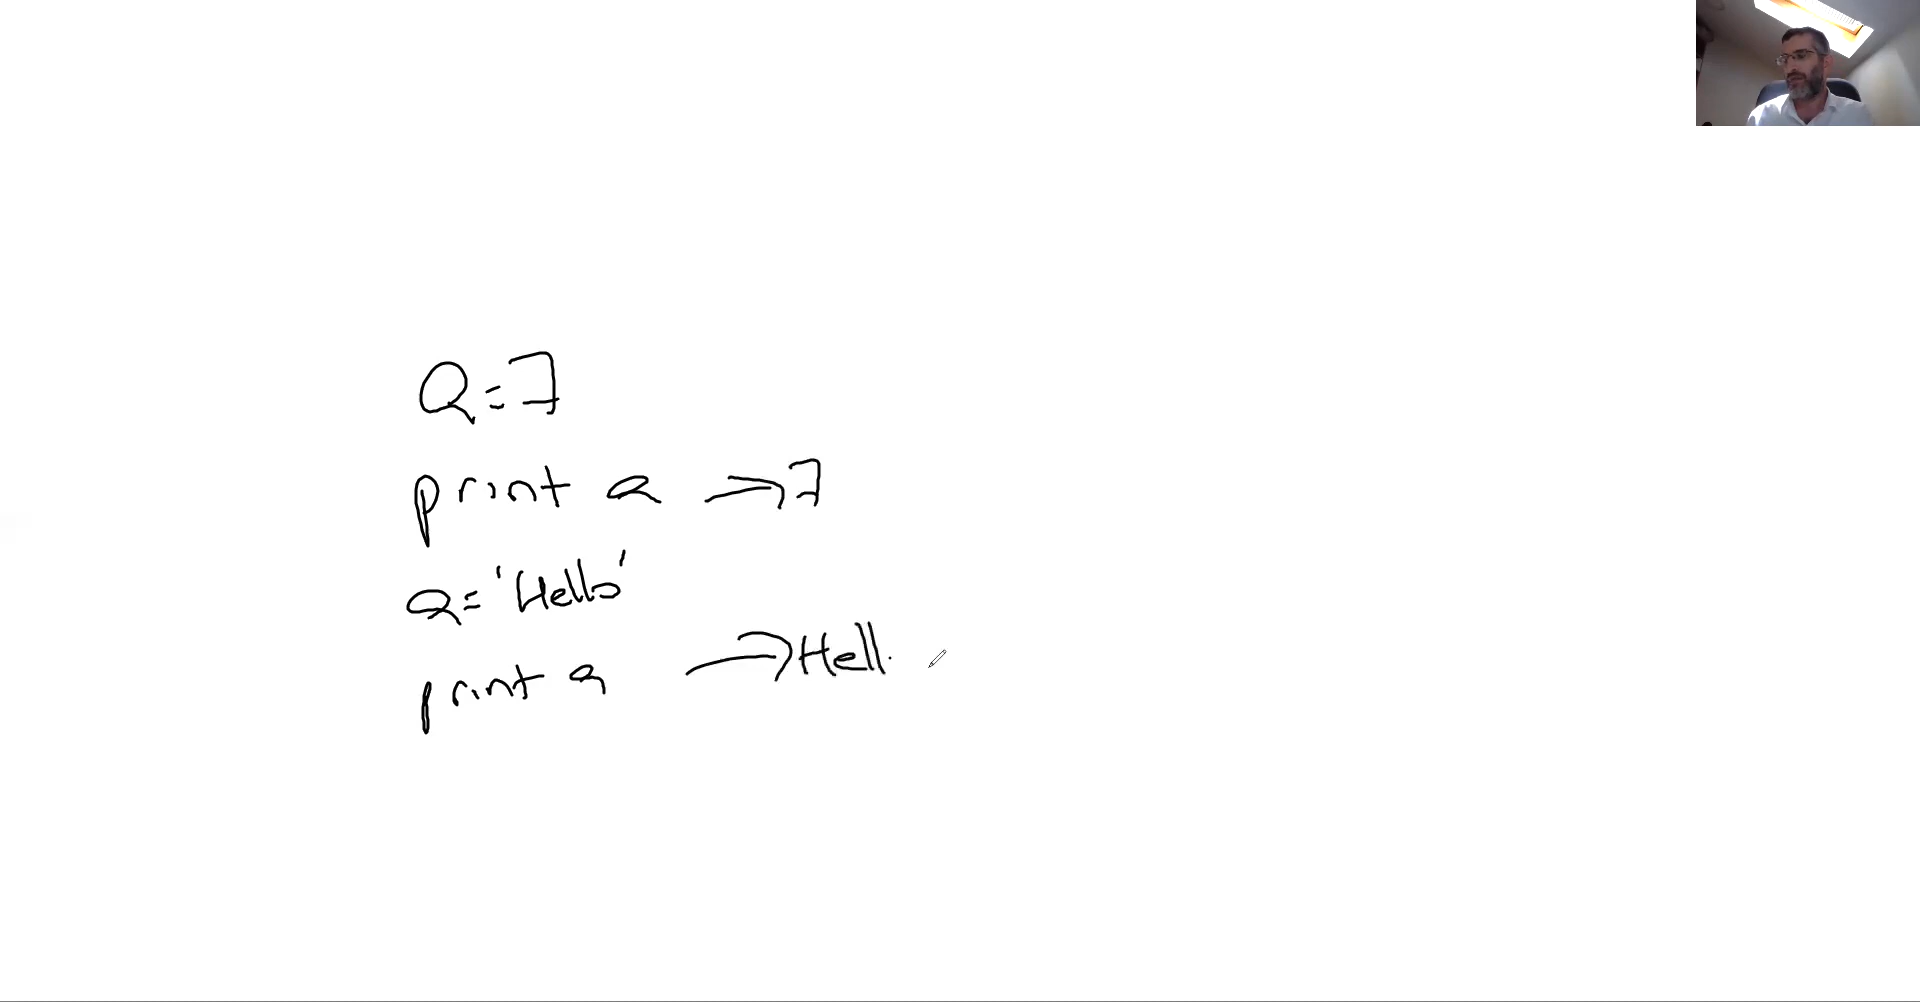 a=7
print a →7
a='Hello'
print a →Hell.